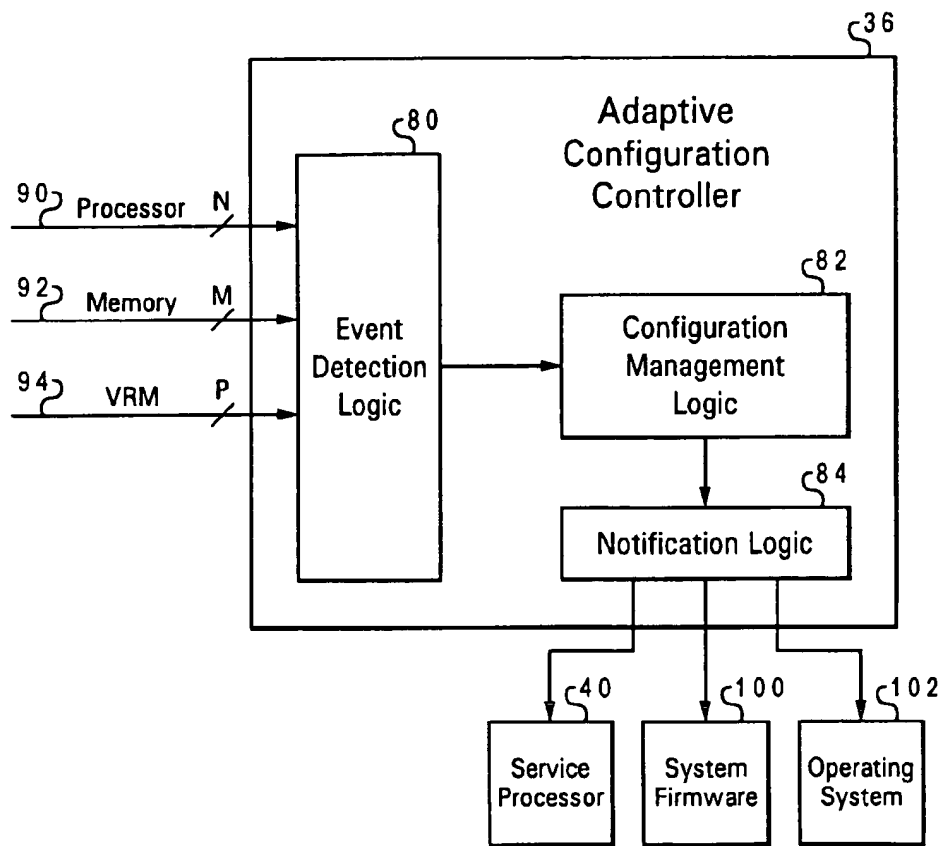 36
Adaptive
Configuration
Controller
80
90
Processor
N
92
Memory
M
94
VRM
P
Event
Detection
Logic
82
Configuration
Management
Logic
84
Notification Logic
40
100
102
Service
Processor
System
Firmware
Operating
System